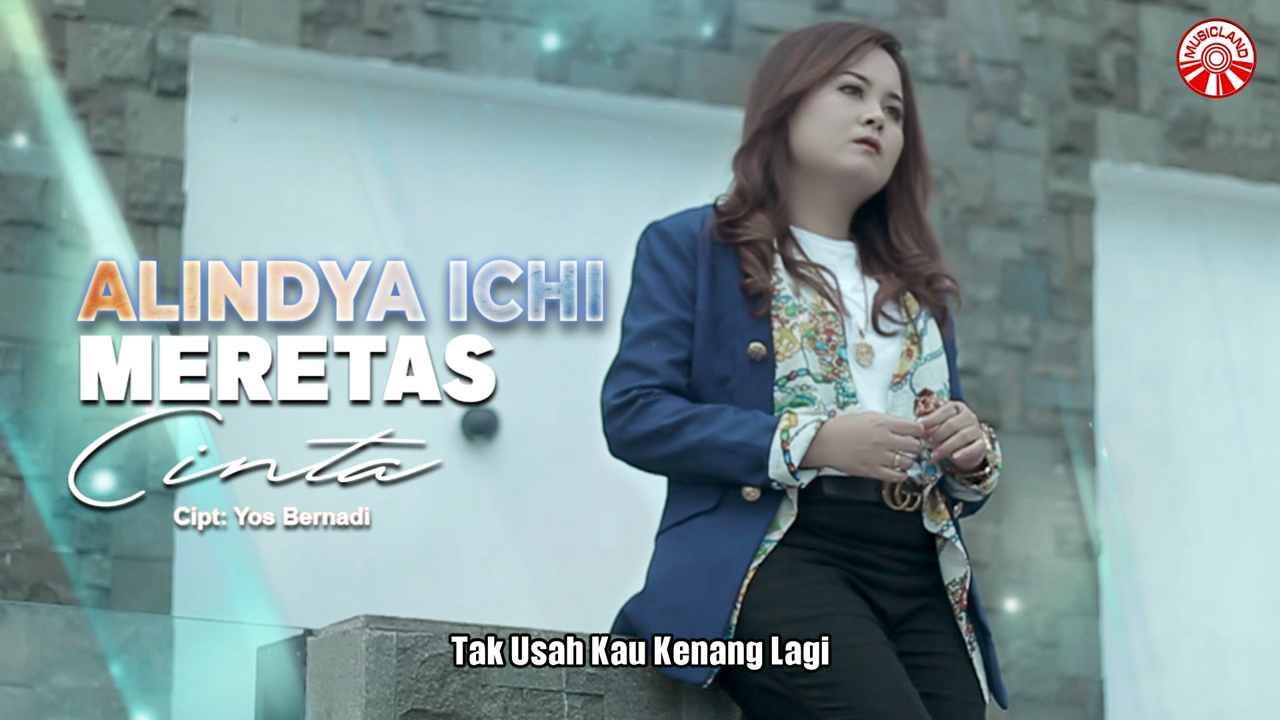 MUSICLAND
ALINDYA ICHI
MERETAS
Cinta
Cipt: Yos Bernadi
Tak Usah Kau Kenang Lagi